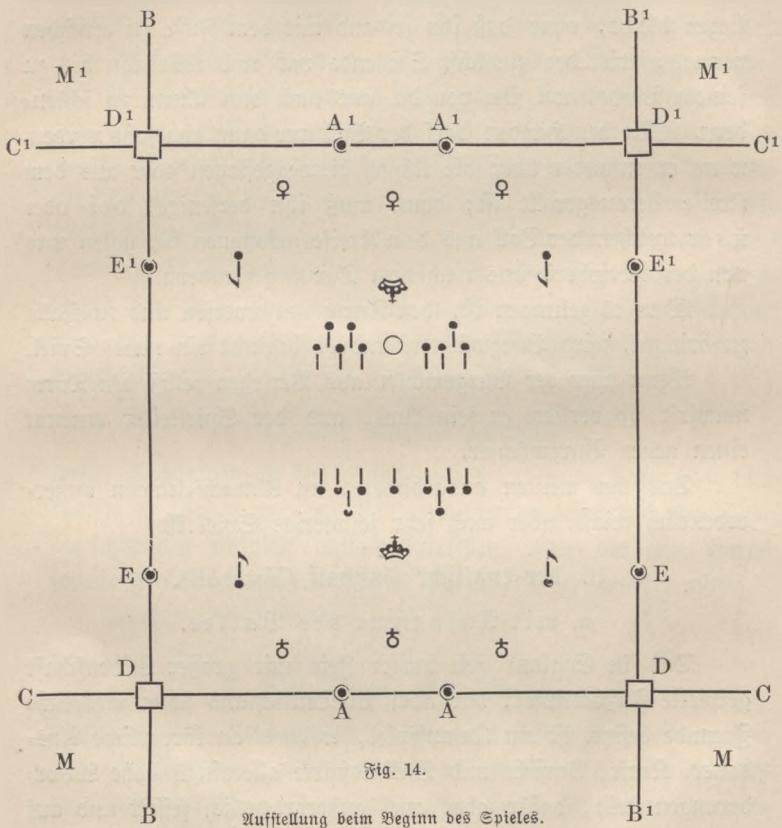 B B¹
M¹ M¹
D¹ A¹ A¹ D¹
C¹ C¹
E¹ E¹
E E
D D
C A A C
M M
Fig. 14.
B B¹
Aufstellung beim Beginn des Spieles.